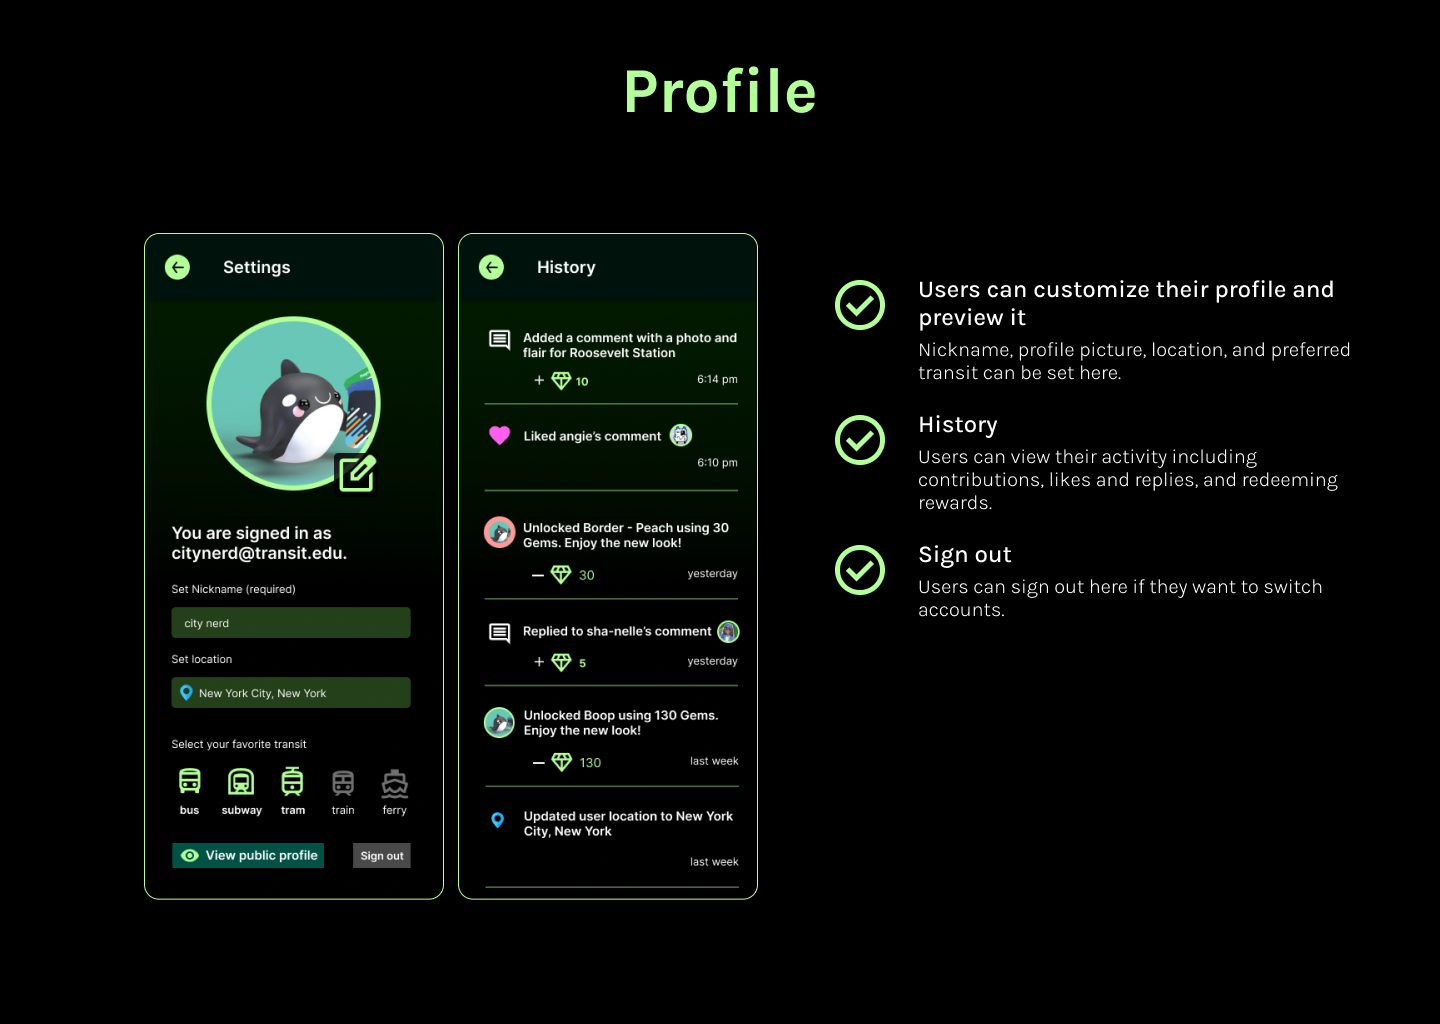 Profile
Settings
You are signed in as
citynerd@transit.edu.
Set Nickname (required)
city nerd
Set location
New York City, New York
Select your favorite transit
bus subway tram train ferry
View public profile
Sign out
History
Added a comment with a photo and
flair for Roosevelt Station
+ 10 6:14 pm
Liked angie's comment
6:10 pm
Unlocked Border - Peach using 30
Gems. Enjoy the new look!
– 30 yesterday
Replied to sha-nelle's comment
+ 5 yesterday
Unlocked Boop using 130 Gems.
Enjoy the new look!
– 130 last week
Updated user location to New York
City, New York
last week
Users can customize their profile and
preview it
Nickname, profile picture, location, and preferred
transit can be set here.
History
Users can view their activity including
contributions, likes and replies, and redeeming
rewards.
Sign out
Users can sign out here if they want to switch
accounts.